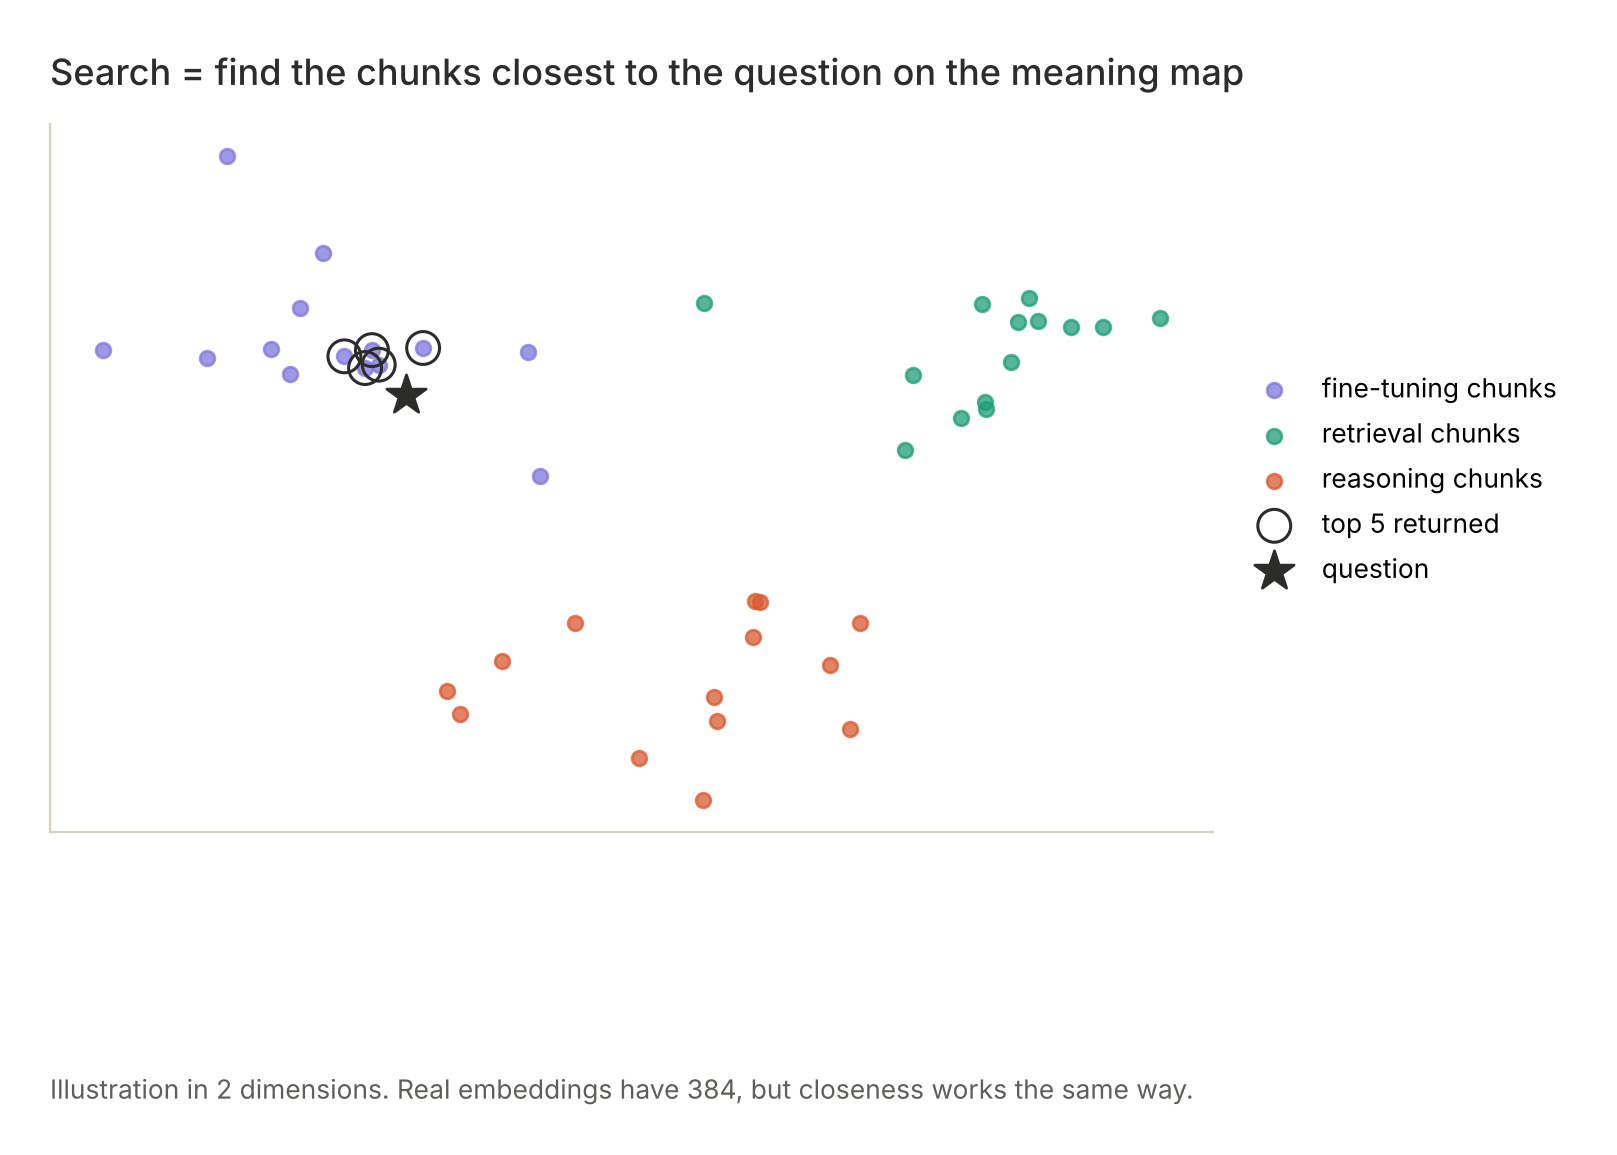 Search = find the chunks closest to the question on the meaning map
fine-tuning chunks
retrieval chunks
reasoning chunks
top 5 returned
question
Illustration in 2 dimensions. Real embeddings have 384, but closeness works the same way.